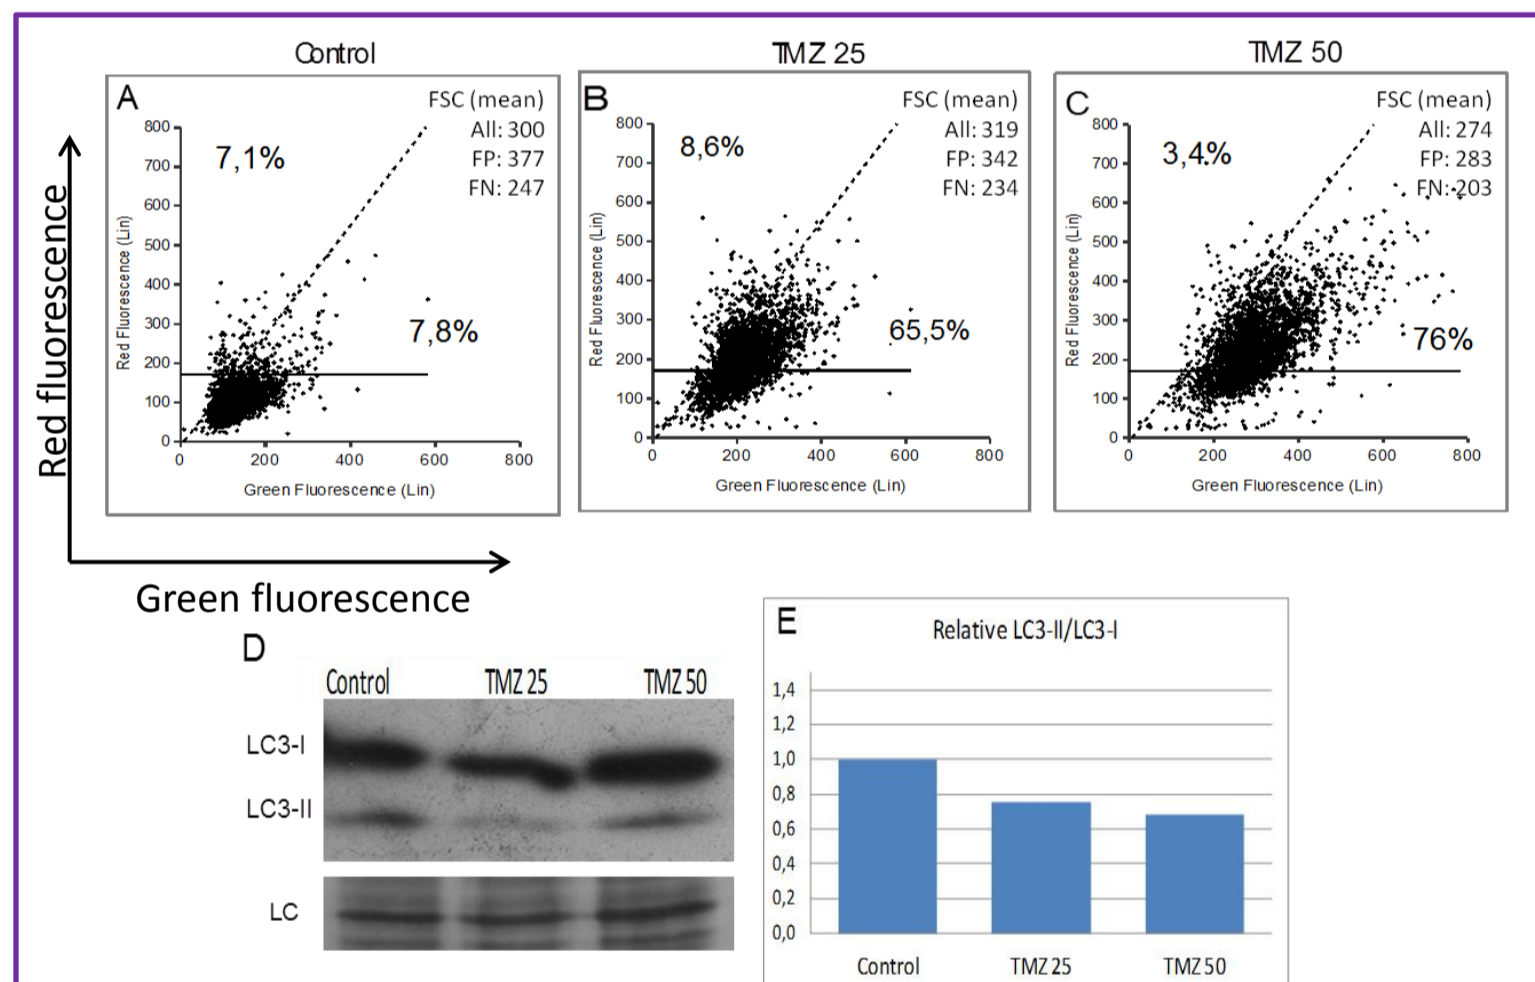 Control
TMZ 25
TMZ 50
Red fluorescence
A
FSC (mean)
All: 300
FP: 377
FN: 247
7,1%
7,8%
Red Fluorescence (Lin)
800
700
600
500
400
300
200
100
0
0 200 400 600 800
Green Fluorescence (Lin)
B
FSC (mean)
All: 319
FP: 342
FN: 234
8,6%
65,5%
Red Fluorescence (Lin)
800
700
600
500
400
300
200
100
0
0 200 400 600 800
Green Fluorescence (Lin)
C
FSC (mean)
All: 274
FP: 283
FN: 203
3,4%
76%
Red Fluorescence (Lin)
800
700
600
500
400
300
200
100
0
0 200 400 600 800
Green Fluorescence (Lin)
Green fluorescence
D
Control TMZ 25 TMZ 50
LC3-I
LC3-II
LC
E
Relative LC3-II/LC3-I
1,4
1,2
1,0
0,8
0,6
0,4
0,2
0,0
Control TMZ 25 TMZ 50